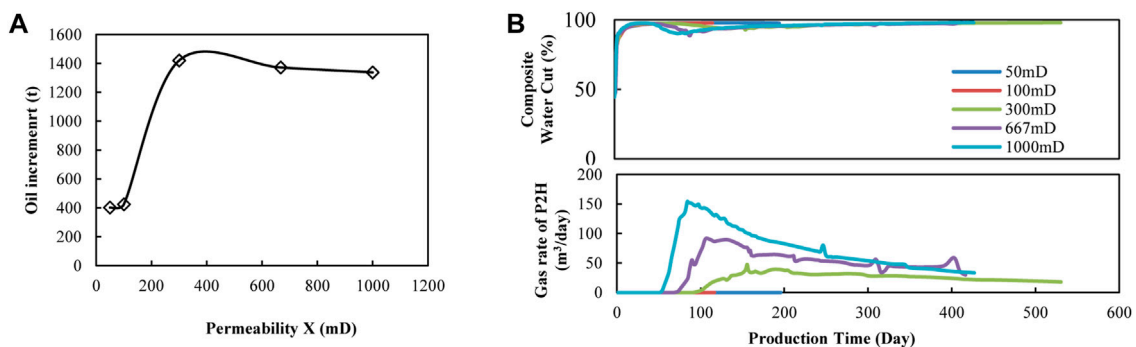 A
1600
1400
1200
1000
800
600
400
200
0
0 200 400 600 800 1000 1200
Oil incremenrt (t)
Permeability X (mD)
B
100
50
0
Composite
Water Cut (%)
50mD
100mD
300mD
667mD
1000mD
200
150
100
50
0
Gas rate of P2H
(m³/day)
0 100 200 300 400 500 600
Production Time (Day)